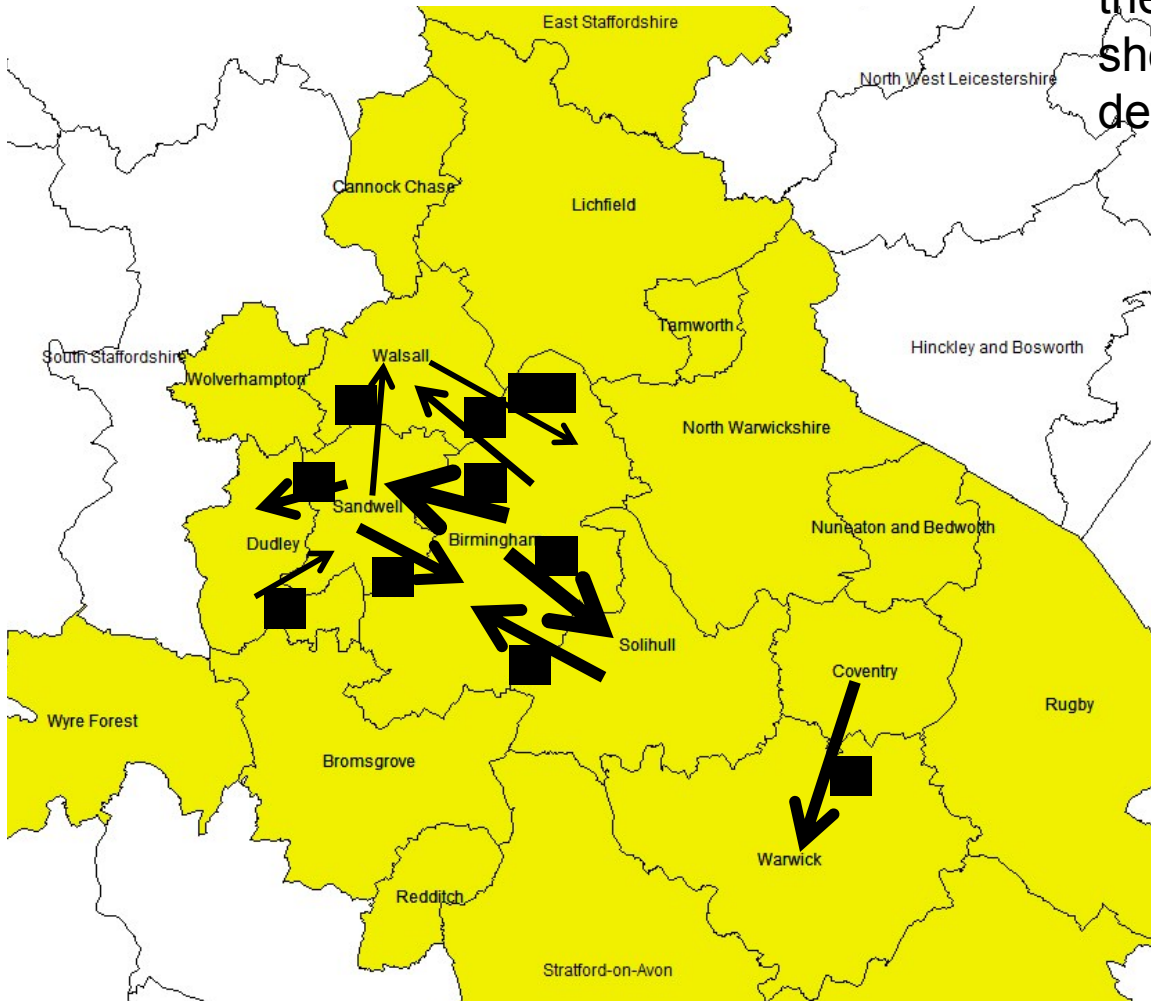 East Staffordshire
North West Leicestershire
Cannock Chase
Lichfield
Tamworth
Hinckley and Bosworth
South Staffordshire
Walsall
Wolverhampton
North Warwickshire
Sandwell
Nuneaton and Bedworth
Dudley
Birmingham
Solihull
Coventry
Rugby
Wyre Forest
Bromsgrove
Warwick
Redditch
Stratford-on-Avon